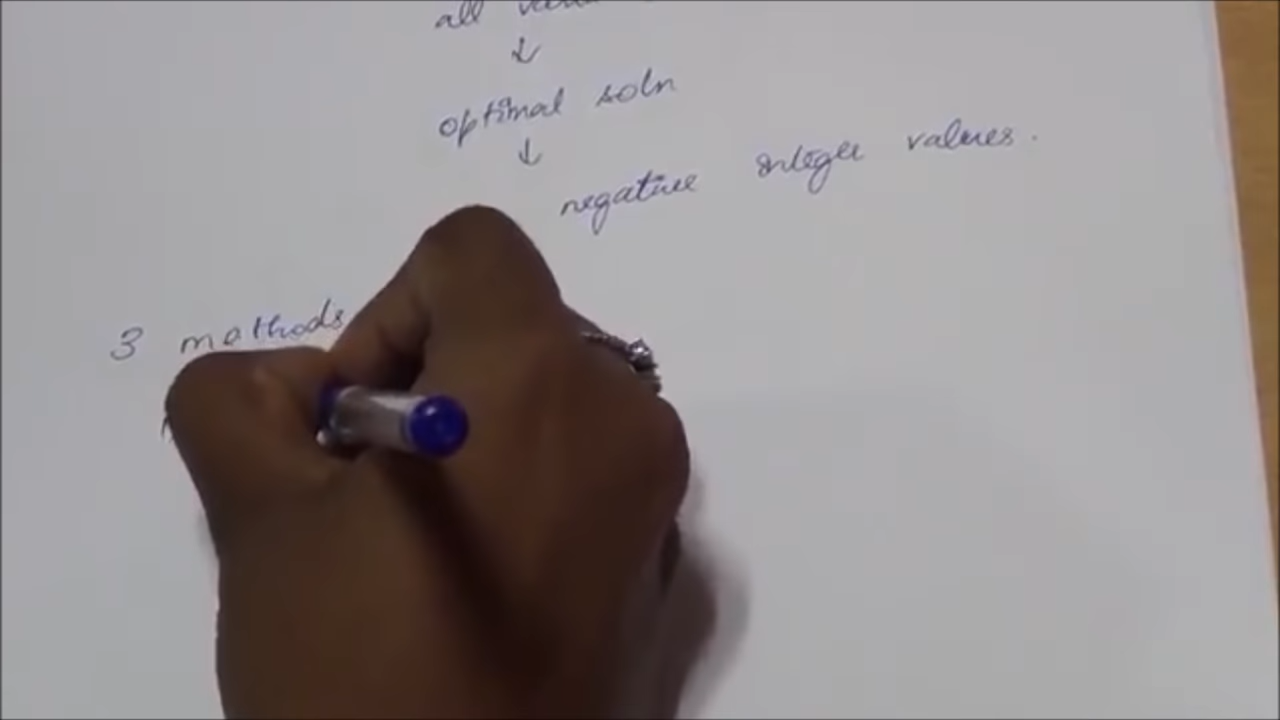 all
↓
optimal soln
↓
negative integer values.
3 methods